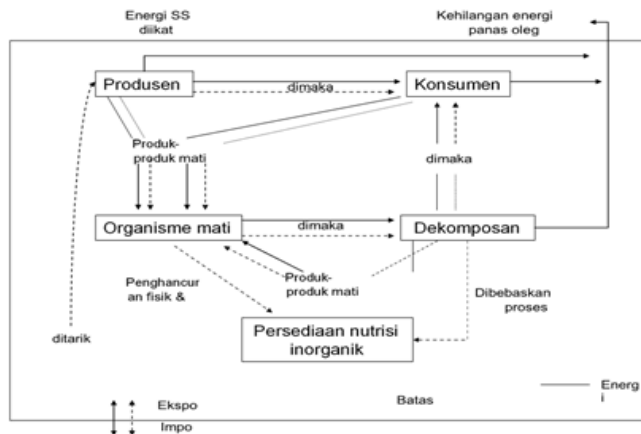 Energi SS
diikat
Kehilangan energi
panas oleg
Produsen
dimaka
Konsumen
Produk-
produk mati
dimaka
Organisme mati
dimaka
Dekomposan
Penghancur
an fisik &
Produk-
produk mati
Dibebaskan
proses
Persediaan nutrisi
inorganik
ditarik
Ekspo
Impo
Batas
Energ
i